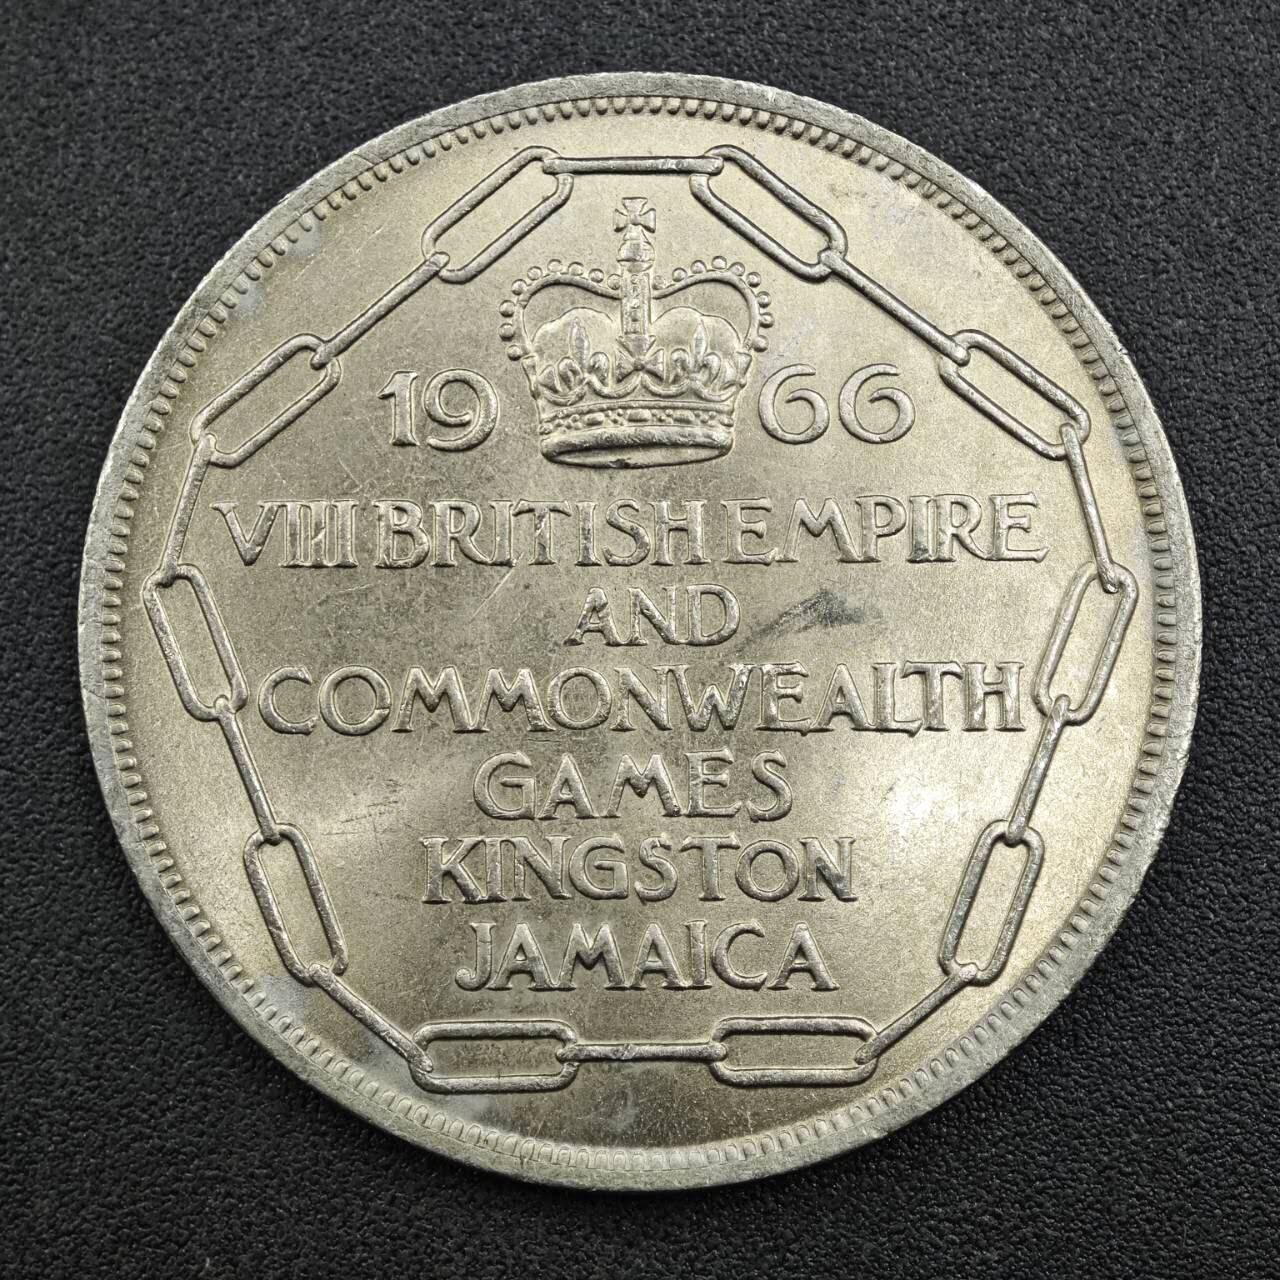 19 66
VIII BRITISH EMPIRE
AND
COMMONWEALTH
GAMES
KINGSTON
JAMAICA